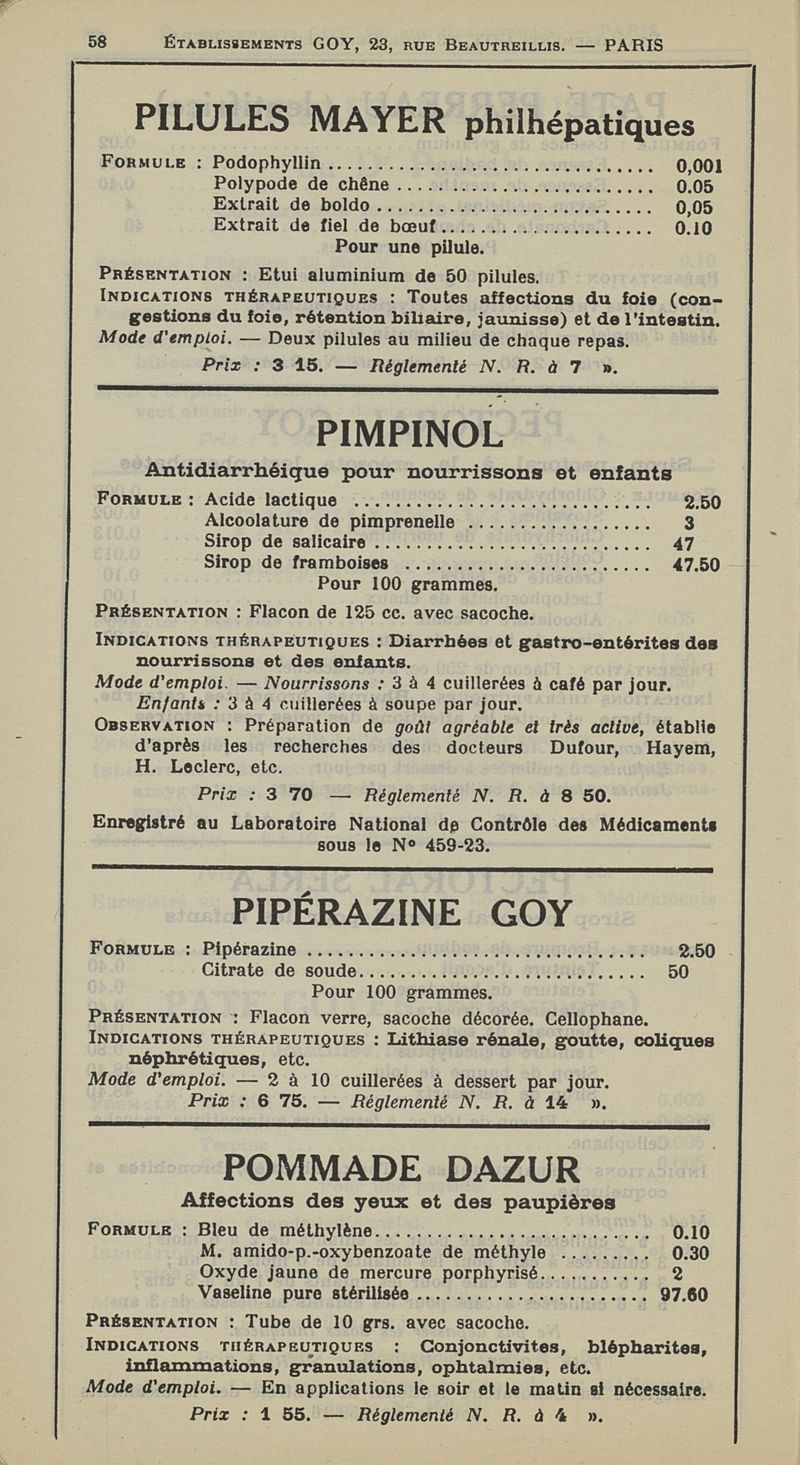 58 ÉTABLISSEMENTS GOY, 23, RUE BEAUTREILLIS. — PARIS
PILULES MAYER philhépatiques
FORMULE : Podophyllin ................................ 0,001
Polypode de chêne ......................... 0.05
Extrait de boldo ........................... 0,05
Extrait de fiel de bœuf..................... 0.10
Pour une pilule.
PRÉSENTATION : Etui aluminium de 50 pilules.
INDICATIONS THÉRAPEUTIQUES : Toutes affections du foie (con-
gestions du foie, rétention biliaire, jaunisse) et de l'intestin.
Mode d'emploi. — Deux pilules au milieu de chaque repas.
Prix : 3 15. — Réglementé N. R. à 7 ».
PIMPINOL
Antidiarrhéique pour nourrissons et enfants
FORMULE : Acide lactique ............................. 2.50
Alcoolature de pimprenelle .................. 3
Sirop de salicaire ........................... 47
Sirop de framboises ........................ 47.50
Pour 100 grammes.
PRÉSENTATION : Flacon de 125 cc. avec sacoche.
INDICATIONS THÉRAPEUTIQUES : Diarrhées et gastro-entérites des
nourrissons et des enfants.
Mode d'emploi. — Nourrissons : 3 à 4 cuillerées à café par jour.
Enfants : 3 à 4 cuillerées à soupe par jour.
OBSERVATION : Préparation de goût agréable et très active, établie
d'après les recherches des docteurs Dufour, Hayem,
H. Leclerc, etc.
Prix : 3 70 — Réglementé N. R. à 8 50.
Enregistré au Laboratoire National de Contrôle des Médicaments
sous le N° 459-23.
PIPÉRAZINE GOY
FORMULE : Pipérazine ................................. 2.50
Citrate de soude............................ 50
Pour 100 grammes.
PRÉSENTATION : Flacon verre, sacoche décorée. Cellophane.
INDICATIONS THÉRAPEUTIQUES : Lithiase rénale, goutte, coliques
néphrétiques, etc.
Mode d'emploi. — 2 à 10 cuillerées à dessert par jour.
Prix : 6 75. — Réglementé N. R. à 14 ».
POMMADE DAZUR
Affections des yeux et des paupières
FORMULE : Bleu de méthylène........................... 0.10
M. amido-p.-oxybenzoate de méthyle ......... 0.30
Oxyde jaune de mercure porphyrisé........... 2
Vaseline pure stérilisée ....................... 97.60
PRÉSENTATION : Tube de 10 grs. avec sacoche.
INDICATIONS THÉRAPEUTIQUES : Conjonctivites, blépharites,
inflammations, granulations, ophtalmies, etc.
Mode d'emploi. — En applications le soir et le matin si nécessaire.
Prix : 1 55. — Réglementé N. R. à 4 ».